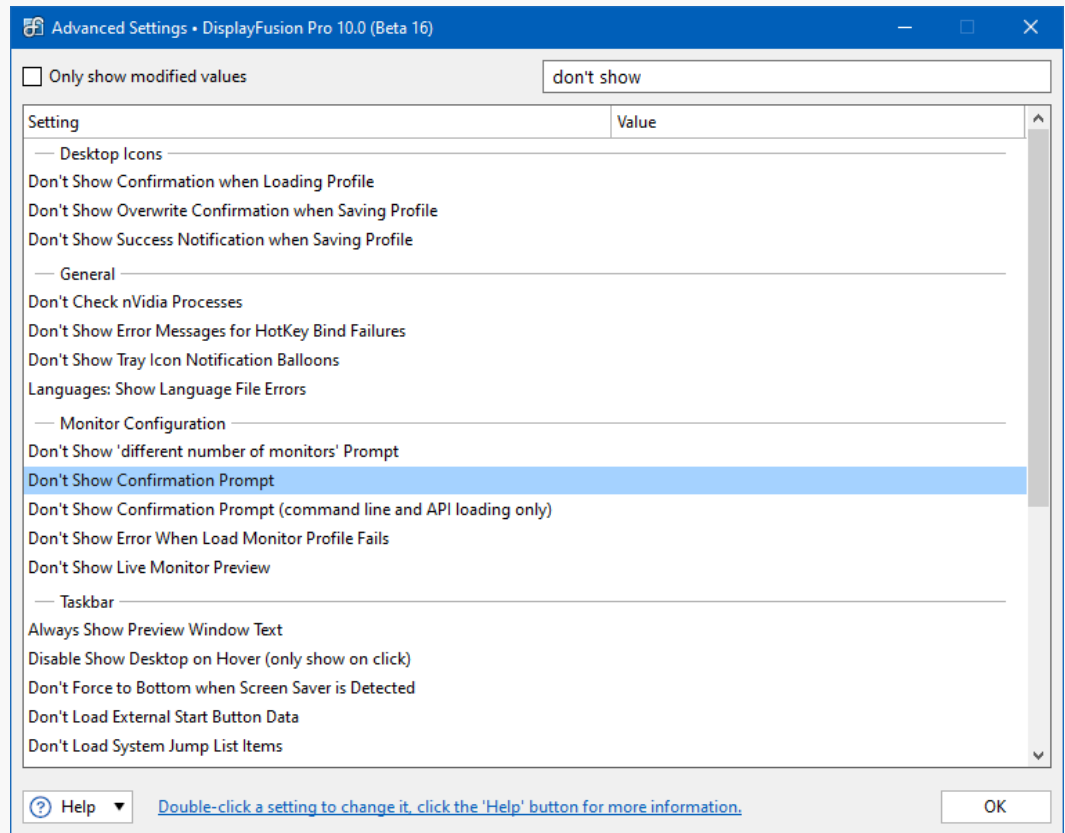 Advanced Settings • DisplayFusion Pro 10.0 (Beta 16)
Only show modified values
don't show
Setting Value
Desktop Icons
Don't Show Confirmation when Loading Profile
Don't Show Overwrite Confirmation when Saving Profile
Don't Show Success Notification when Saving Profile
General
Don't Check nVidia Processes
Don't Show Error Messages for HotKey Bind Failures
Don't Show Tray Icon Notification Balloons
Languages: Show Language File Errors
Monitor Configuration
Don't Show 'different number of monitors' Prompt
Don't Show Confirmation Prompt
Don't Show Confirmation Prompt (command line and API loading only)
Don't Show Error When Load Monitor Profile Fails
Don't Show Live Monitor Preview
Taskbar
Always Show Preview Window Text
Disable Show Desktop on Hover (only show on click)
Don't Force to Bottom when Screen Saver is Detected
Don't Load External Start Button Data
Don't Load System Jump List Items
? Help Double-click a setting to change it, click the 'Help' button for more information. OK